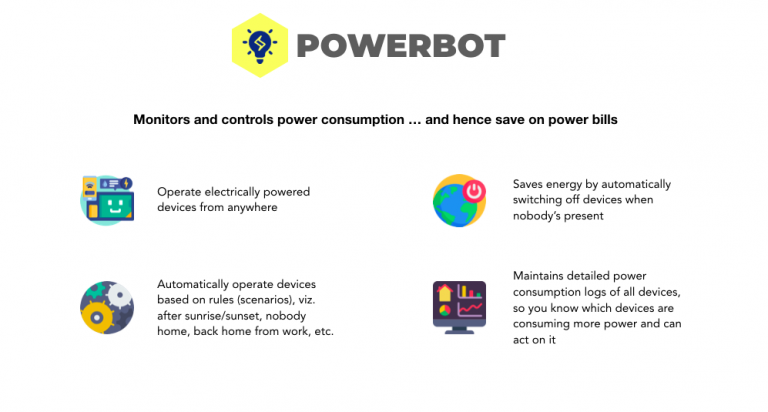 POWERBOT
Monitors and controls power consumption … and hence save on power bills
Operate electrically powered
devices from anywhere
Saves energy by automatically
switching off devices when
nobody's present
Automatically operate devices
based on rules (scenarios), viz.
after sunrise/sunset, nobody
home, back home from work, etc.
Maintains detailed power
consumption logs of all devices,
so you know which devices are
consuming more power and can
act on it